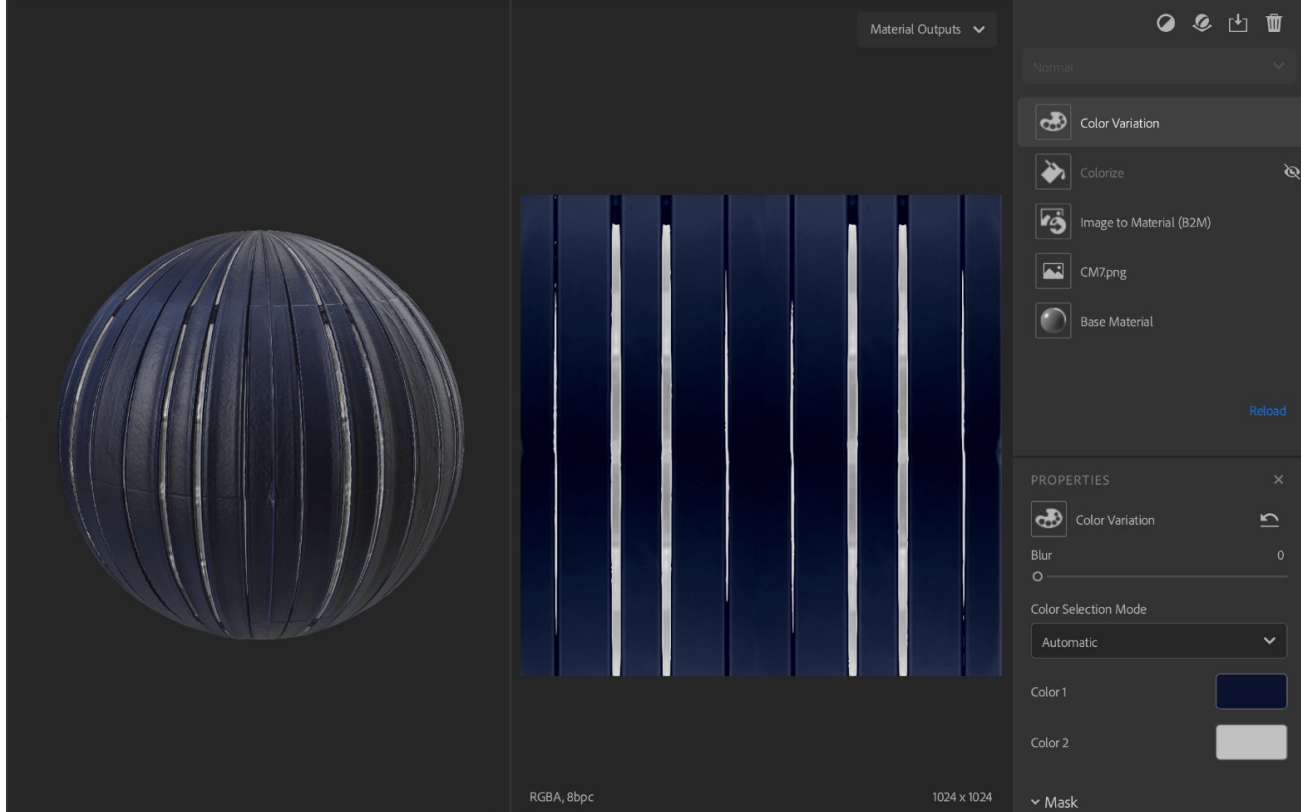 Material Outputs
Normal
Color Variation
Colorize
Image to Material (B2M)
CM7.png
Base Material
Reload
PROPERTIES
Color Variation
Blur 0
Color Selection Mode
Automatic
Color 1
Color 2
Mask
RGBA, 8bpc 1024 x 1024